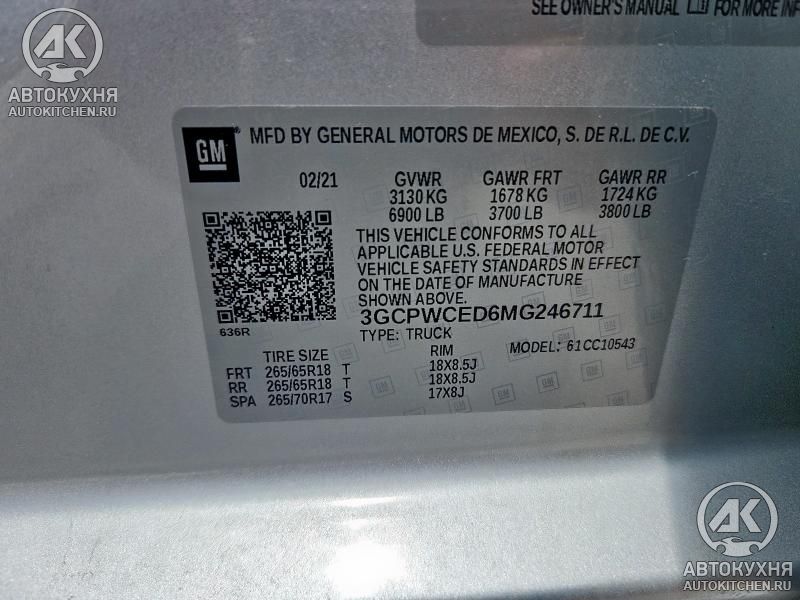 SEE OWNER'S MANUAL FOR MORE INF
AK
АВТОКУХНЯ
AUTOKITCHEN.RU
GM ®
MFD BY GENERAL MOTORS DE MEXICO, S. DE R.L. DE C.V.
02/21 GVWR GAWR FRT GAWR RR
3130 KG 1678 KG 1724 KG
6900 LB 3700 LB 3800 LB
THIS VEHICLE CONFORMS TO ALL
APPLICABLE U.S. FEDERAL MOTOR
VEHICLE SAFETY STANDARDS IN EFFECT
ON THE DATE OF MANUFACTURE
SHOWN ABOVE.
636R
3GCPWCED6MG246711
TYPE: TRUCK
MODEL: 61CC10543
TIRE SIZE RIM
FRT 265/65R18 T 18X8.5J
RR 265/65R18 T 18X8.5J
SPA 265/70R17 S 17X8J
AK
АВТОКУХНЯ
AUTOKITCHEN.RU